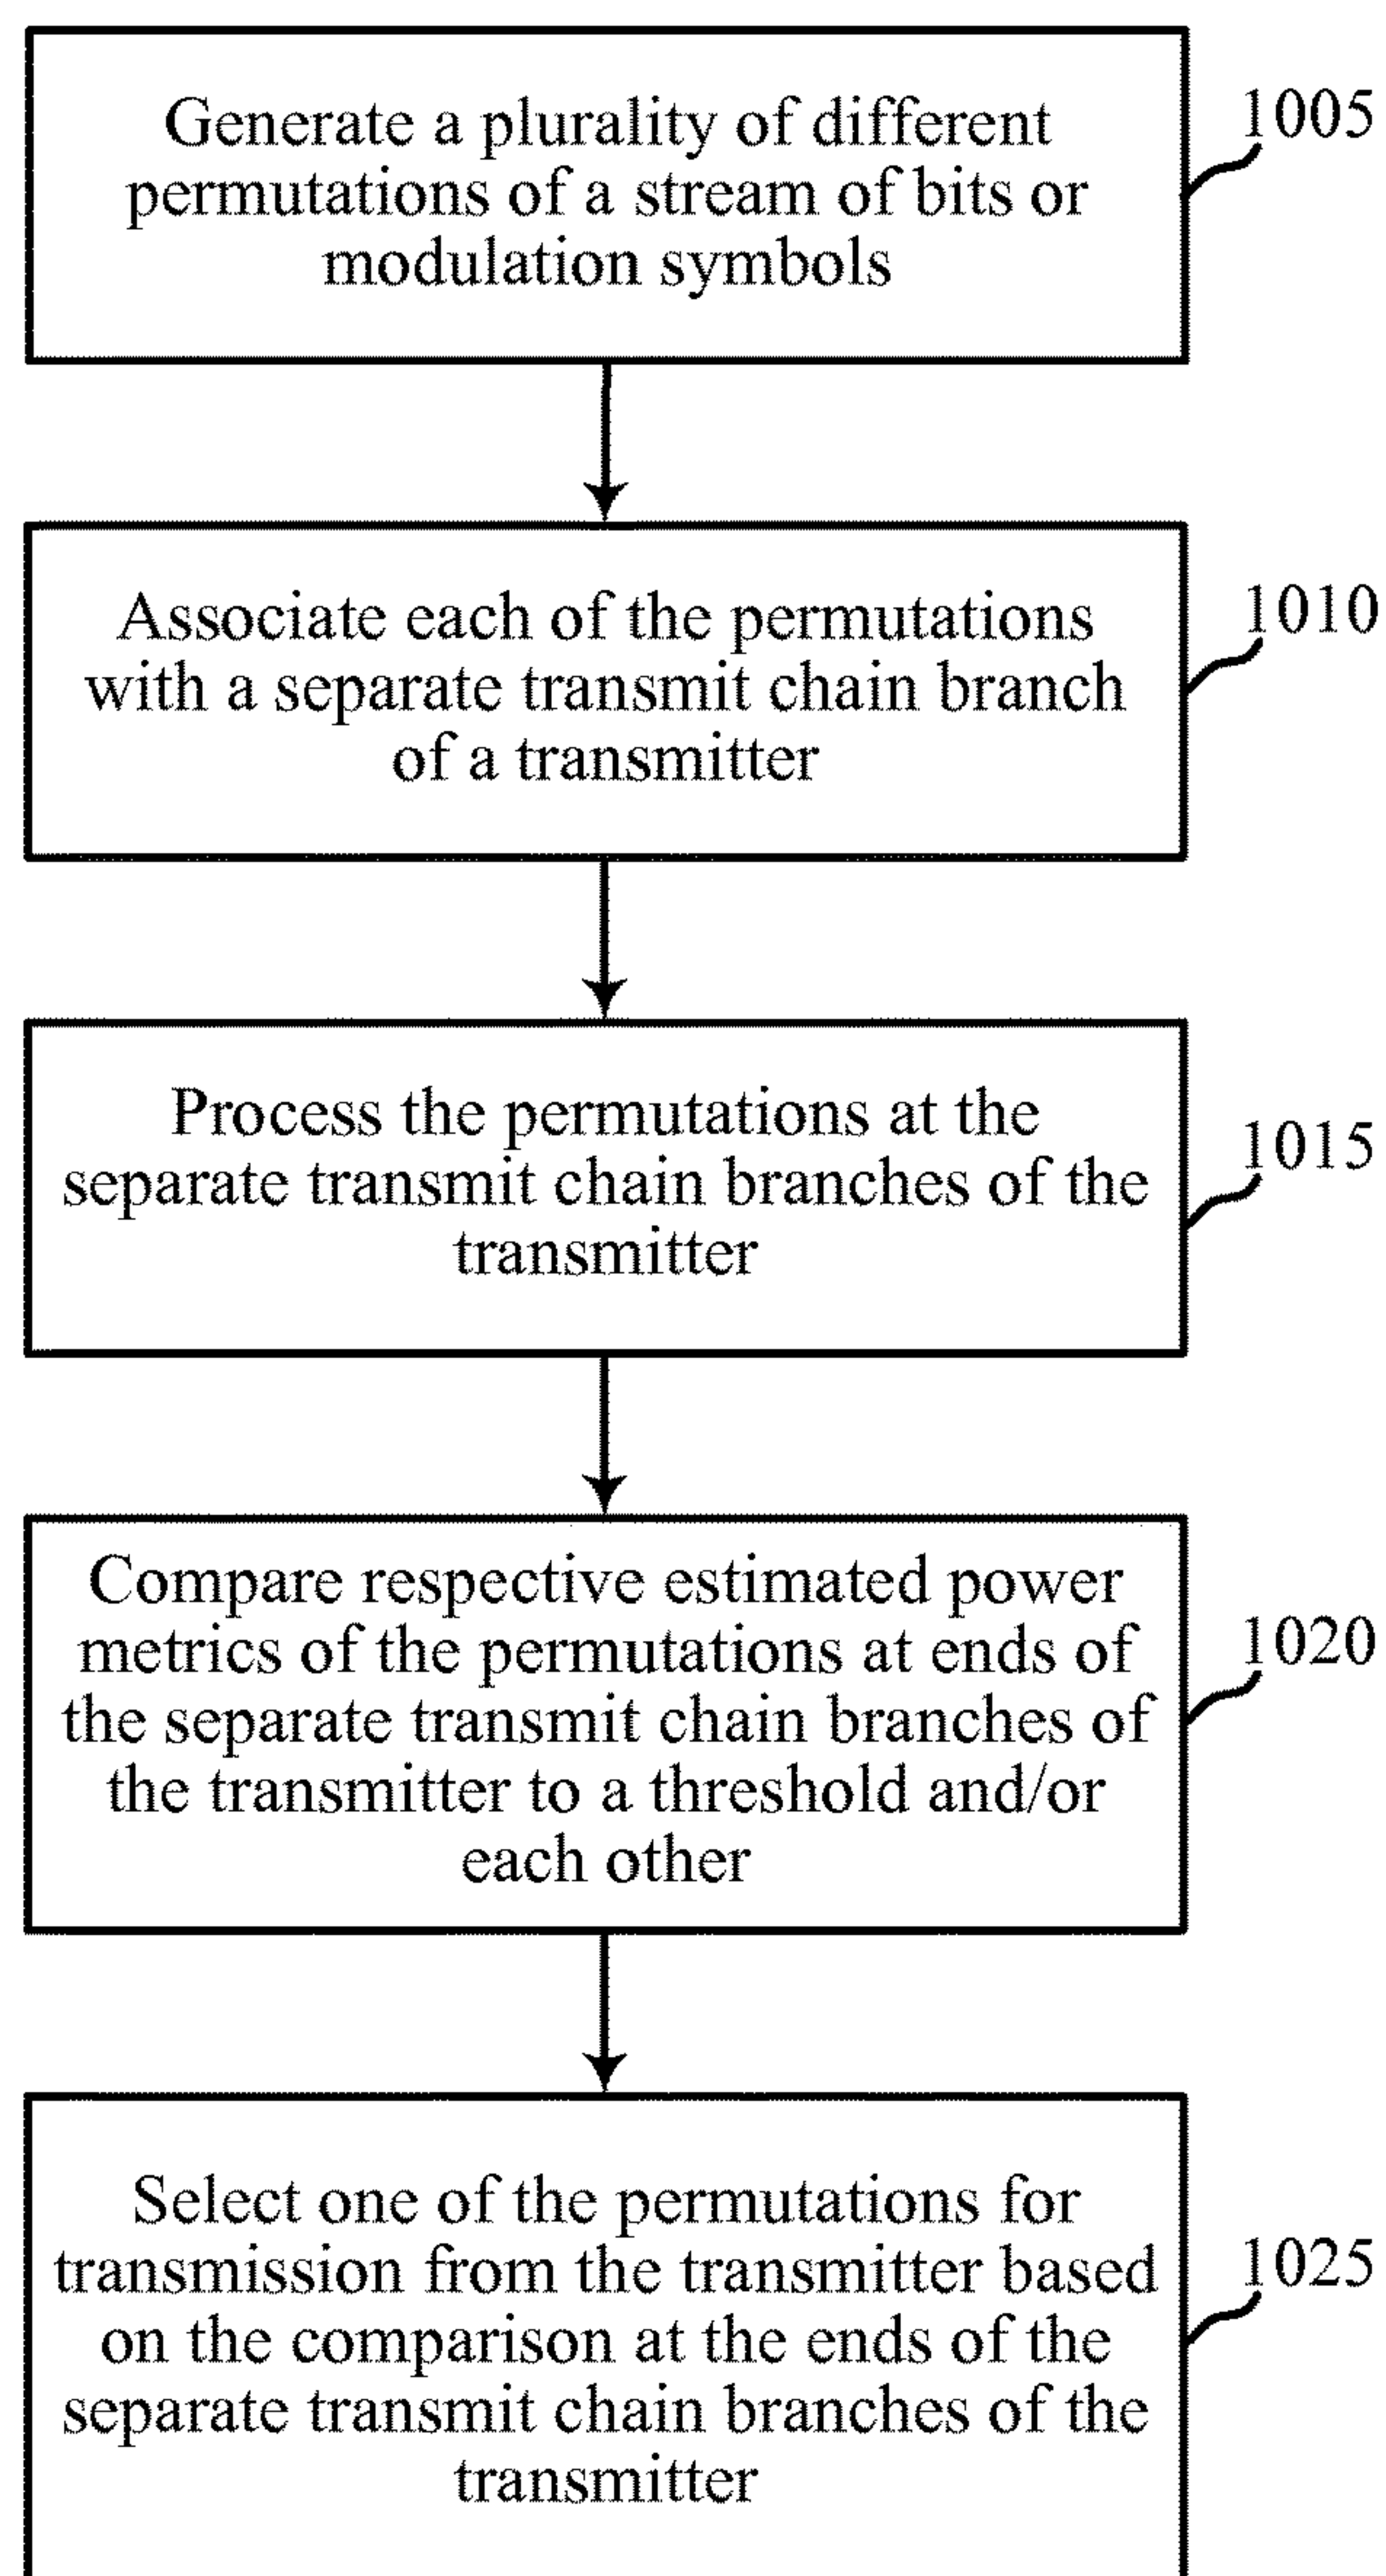 Generate a plurality of different
permutations of a stream of bits or
modulation symbols
1005
Associate each of the permutations
with a separate transmit chain branch
of a transmitter
1010
Process the permutations at the
separate transmit chain branches of the
transmitter
1015
Compare respective estimated power
metrics of the permutations at ends of
the separate transmit chain branches of
the transmitter to a threshold and/or
each other
1020
Select one of the permutations for
transmission from the transmitter based
on the comparison at the ends of the
separate transmit chain branches of the
transmitter
1025